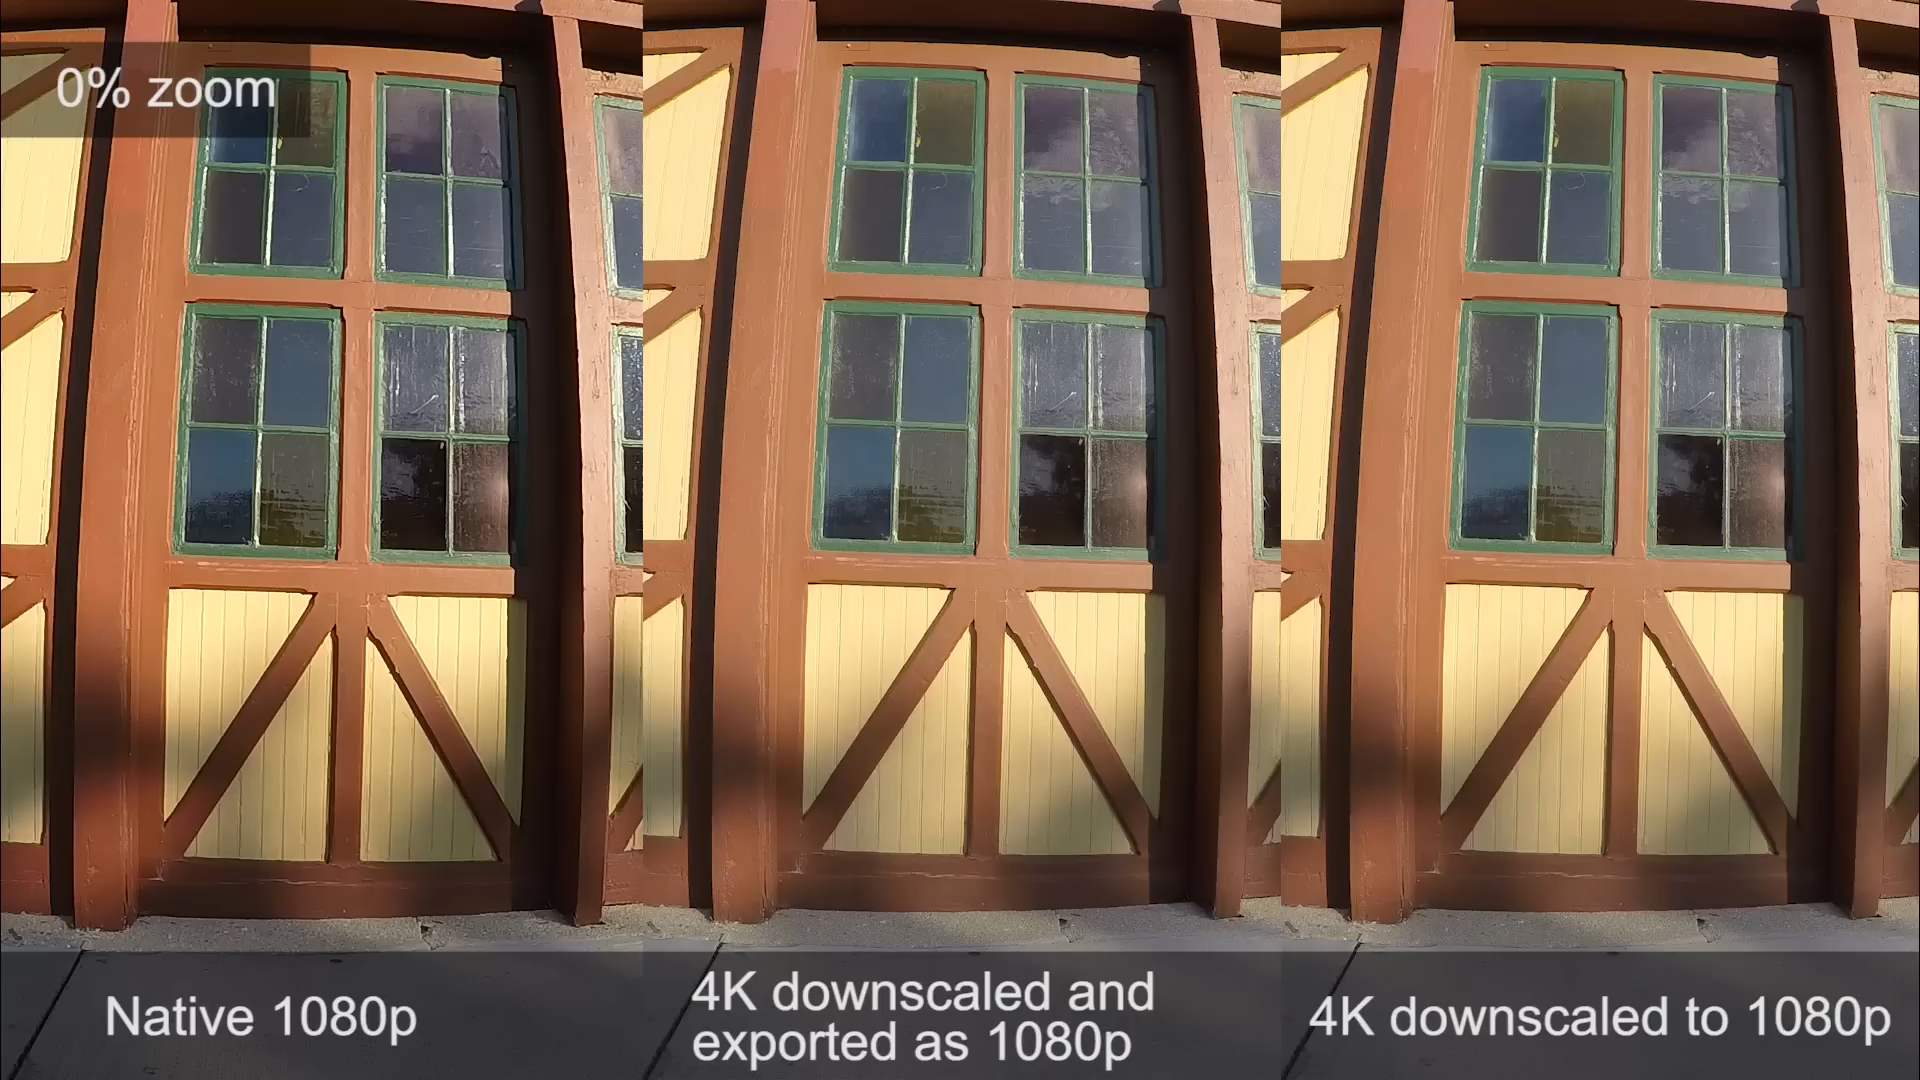 0% zoom
Native 1080p
4K downscaled and
exported as 1080p
4K downscaled to 1080p